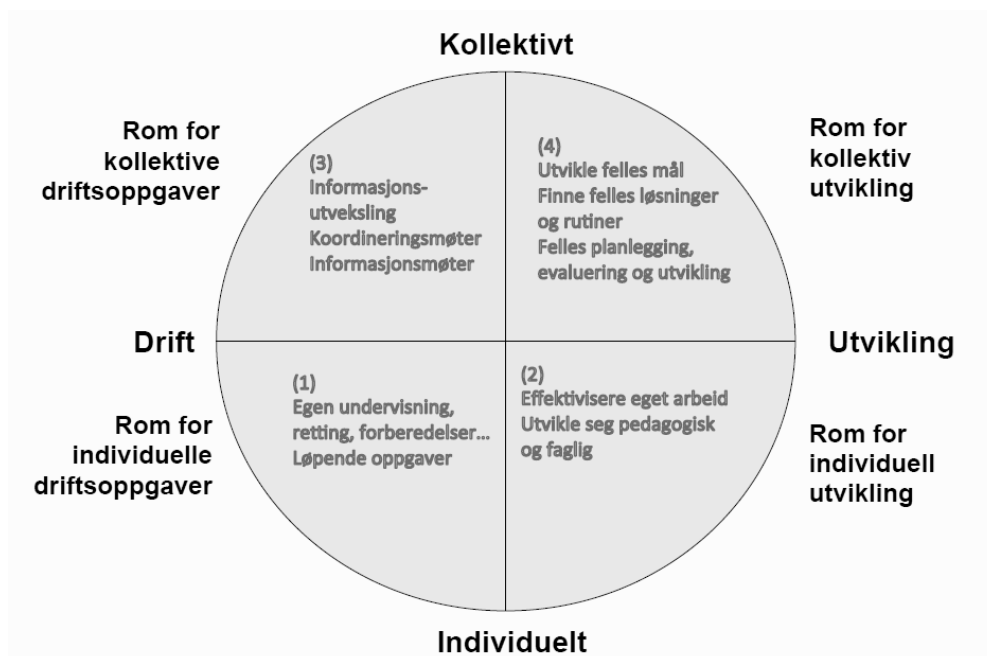 Kollektivt
Rom for
kollektive
driftsoppgaver
(3)
Informasjons-
utveksling
Koordineringsmøter
Informasjonsmøter
(4)
Utvikle felles mål
Finne felles løsninger
og rutiner
Felles planlegging,
evaluering og utvikling
Rom for
kollektiv
utvikling
Drift
Utvikling
Rom for
individuelle
driftsoppgaver
(1)
Egen undervisning,
retting, forberedelser...
Løpende oppgaver
(2)
Effektivisere eget arbeid
Utvikle seg pedagogisk
og faglig
Rom for
individuell
utvikling
Individuelt